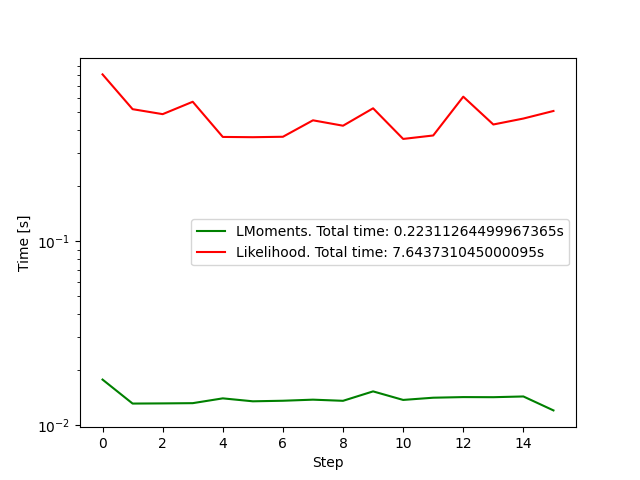 Time [s]
10⁻¹
10⁻²
LMoments. Total time: 0.22311264499967365s
Likelihood. Total time: 7.643731045000095s
0 2 4 6 8 10 12 14
Step